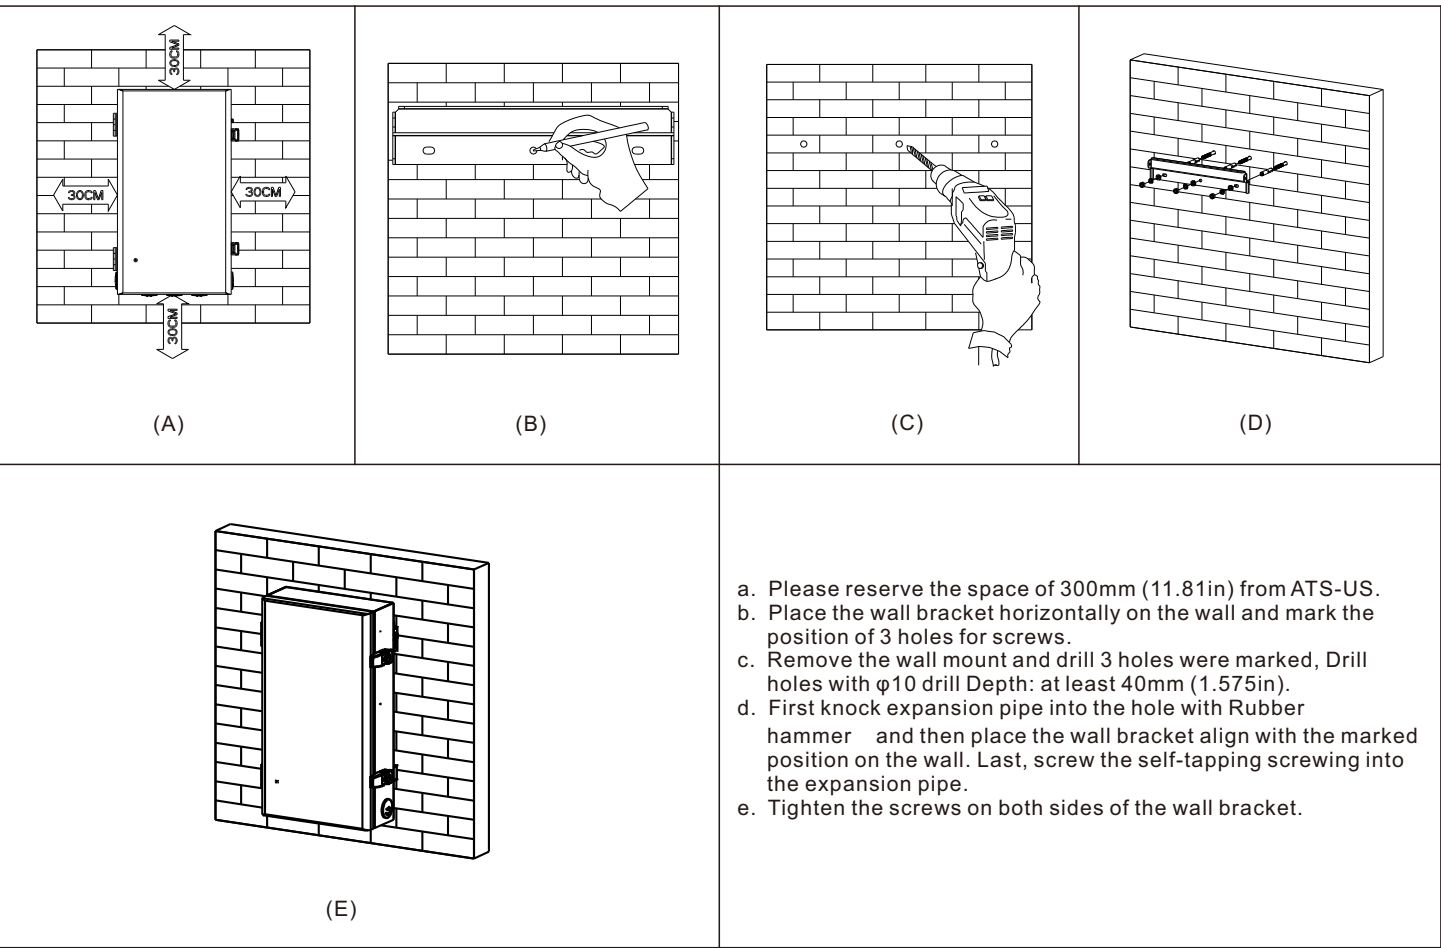 30CM
30CM
30CM
30CM
(A)
(B)
(C)
(D)
(E)
a. Please reserve the space of 300mm (11.81in) from ATS-US.
b. Place the wall bracket horizontally on the wall and mark the
position of 3 holes for screws.
c. Remove the wall mount and drill 3 holes were marked, Drill
holes with φ10 drill Depth: at least 40mm (1.575in).
d. First knock expansion pipe into the hole with Rubber
hammer and then place the wall bracket align with the marked
position on the wall. Last, screw the self-tapping screwing into
the expansion pipe.
e. Tighten the screws on both sides of the wall bracket.